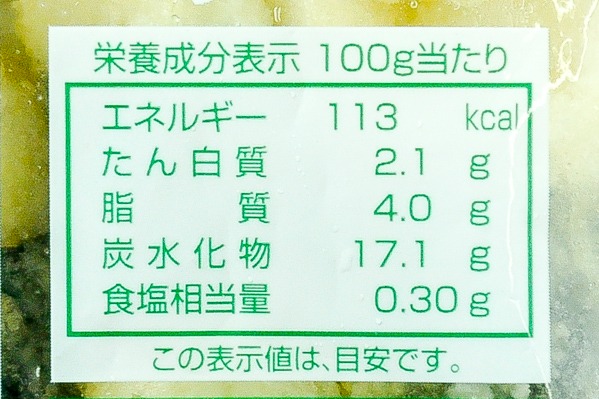 栄養成分表示 100g当たり
エネルギー 113 kcal
たん白質 2.1 g
脂質 4.0 g
炭水化物 17.1 g
食塩相当量 0.30 g
この表示値は、目安です。